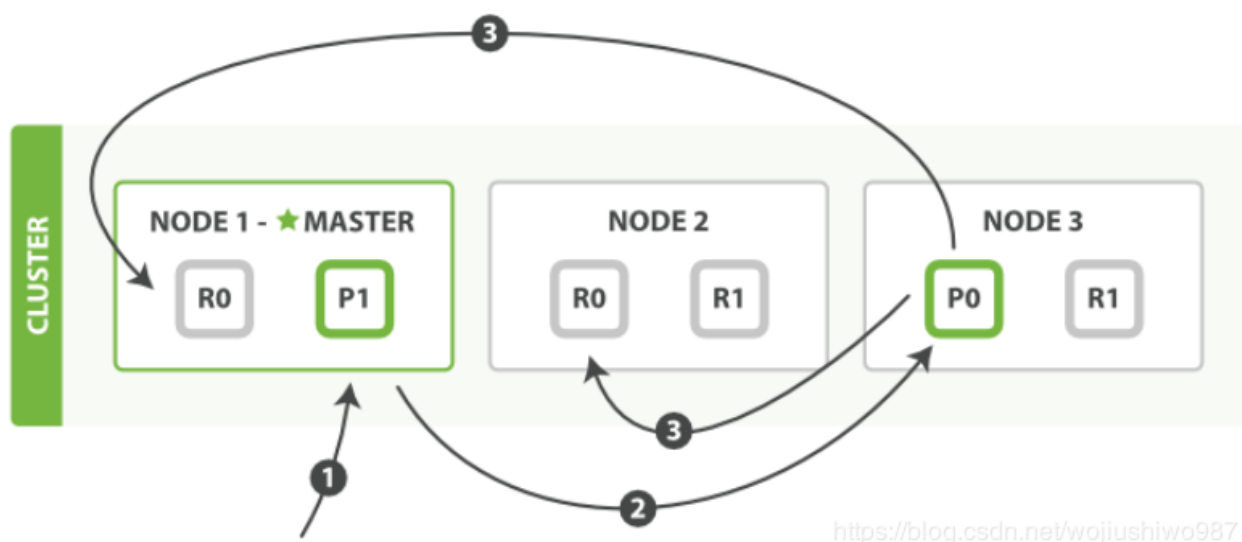 3
CLUSTER
NODE 1 - ★ MASTER
R0
P1
NODE 2
R0
R1
NODE 3
P0
R1
3
1
2
https://blog.csdn.net/wojiushiwo987